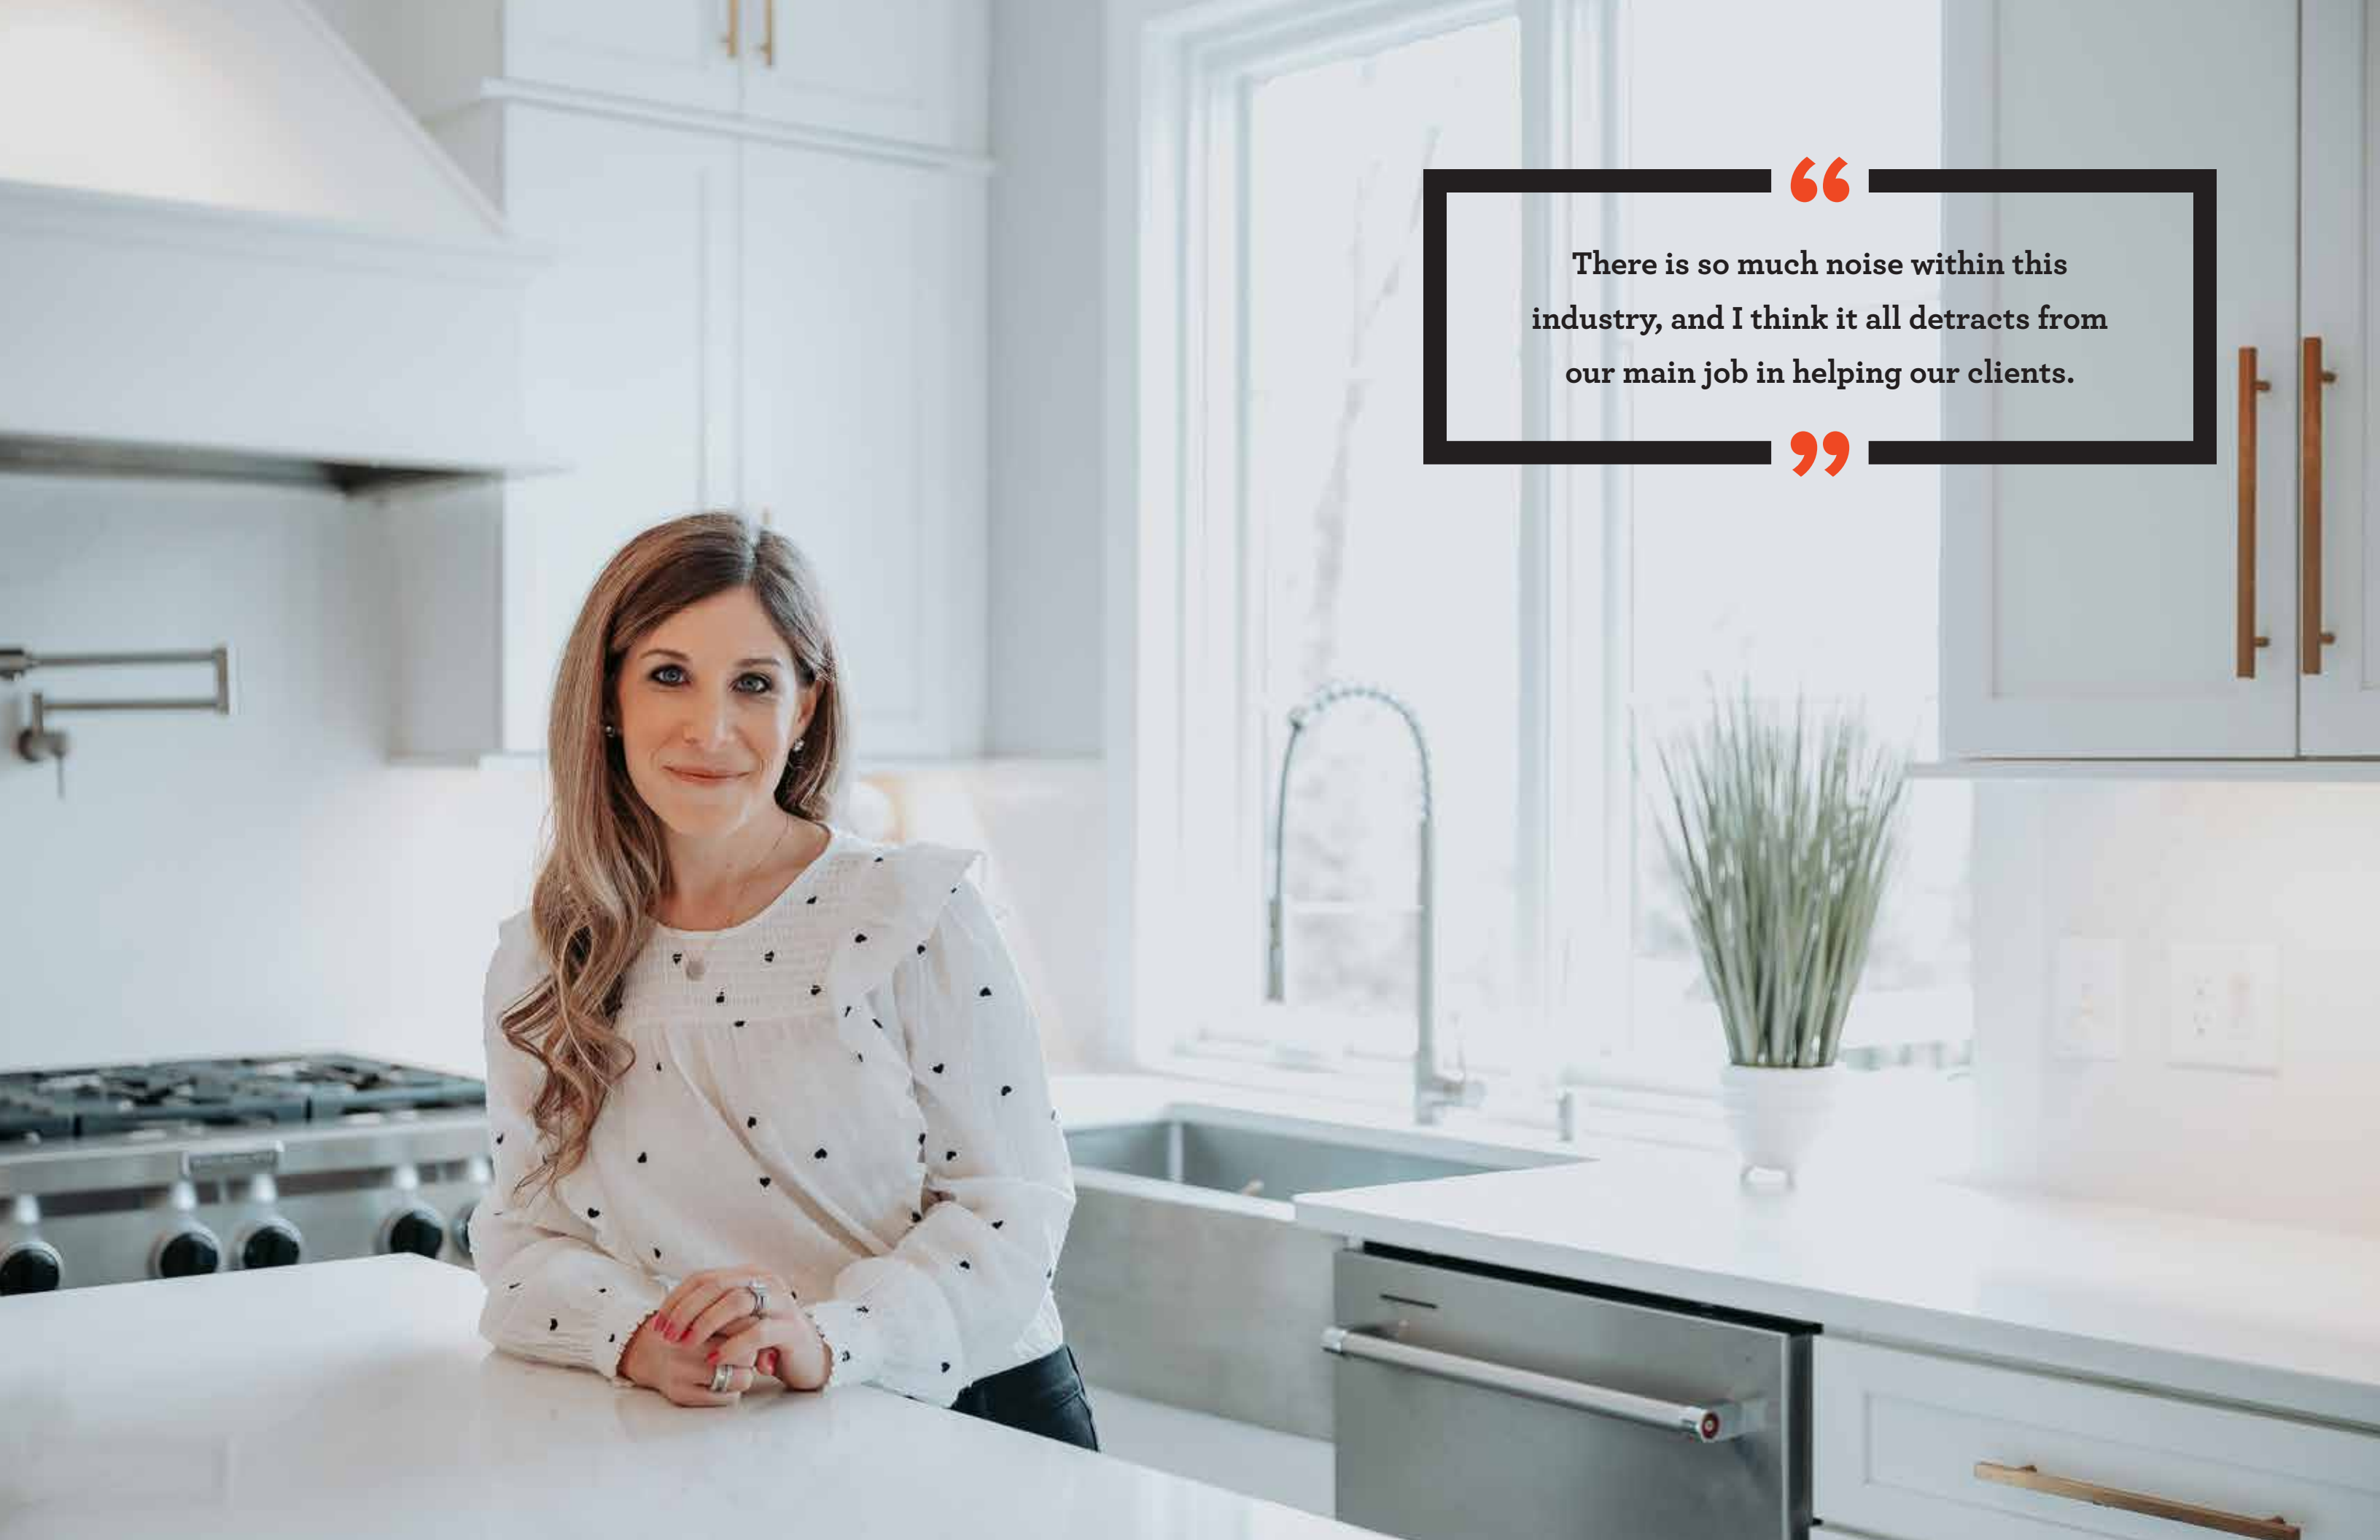 “
There is so much noise within this
industry, and I think it all detracts from
our main job in helping our clients.
”